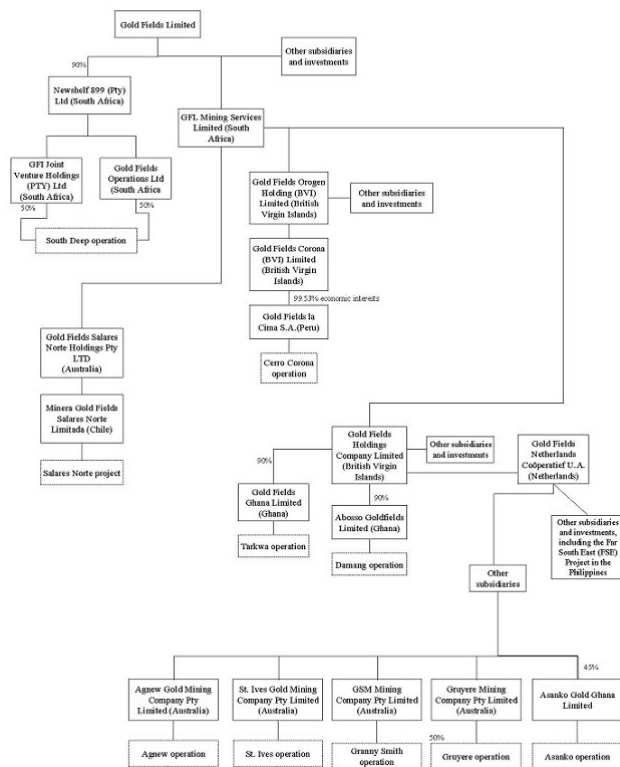 Gold Fields Limited
Other subsidiaries
and investments
90%
Newshelf 899 (Pty)
Ltd (South Africa)
GFL Mining Services
Limited (South
Africa)
GFI Joint
Venture Holdings
(PTY) Ltd
(South Africa)
Gold Fields
Operations Ltd
(South Africa
50%
50%
South Deep operation
Gold Fields Orogen
Holding (BVI)
Limited (British
Virgin Islands)
Other subsidiaries
and investments
Gold Fields Corona
(BVI) Limited
(British Virgin
Islands)
99.53% economic interests
Gold Fields la
Cima S.A.(Peru)
Cerro Corona
operation
Gold Fields Salares
Norte Holdings Pty
LTD
(Australia)
Minera Gold Fields
Salares Norte
Limitada (Chile)
Salares Norte project
Gold Fields
Holdings
Company Limited
(British Virgin
Islands)
Other subsidiaries
and investments
Gold Fields
Netherlands
Coöperatief U.A.
(Netherlands)
90%
Gold Fields
Ghana Limited
(Ghana)
Tarkwa operation
90%
Abosso Goldfields
Limited (Ghana)
Damang operation
Other subsidiaries
and investments,
including the Far
South East (FSE)
Project in the
Philippines
Other
subsidiaries
45%
Agnew Gold Mining
Company Pty
Limited (Australia)
St. Ives Gold Mining
Company Pty Limited
(Australia)
GSM Mining
Company Pty Limited
(Australia)
Gruyere Mining
Company Pty Limited
(Australia)
Asanko Gold Ghana
Limited
50%
Agnew operation
St. Ives operation
Granny Smith
operation
Gruyere operation
Asanko operation